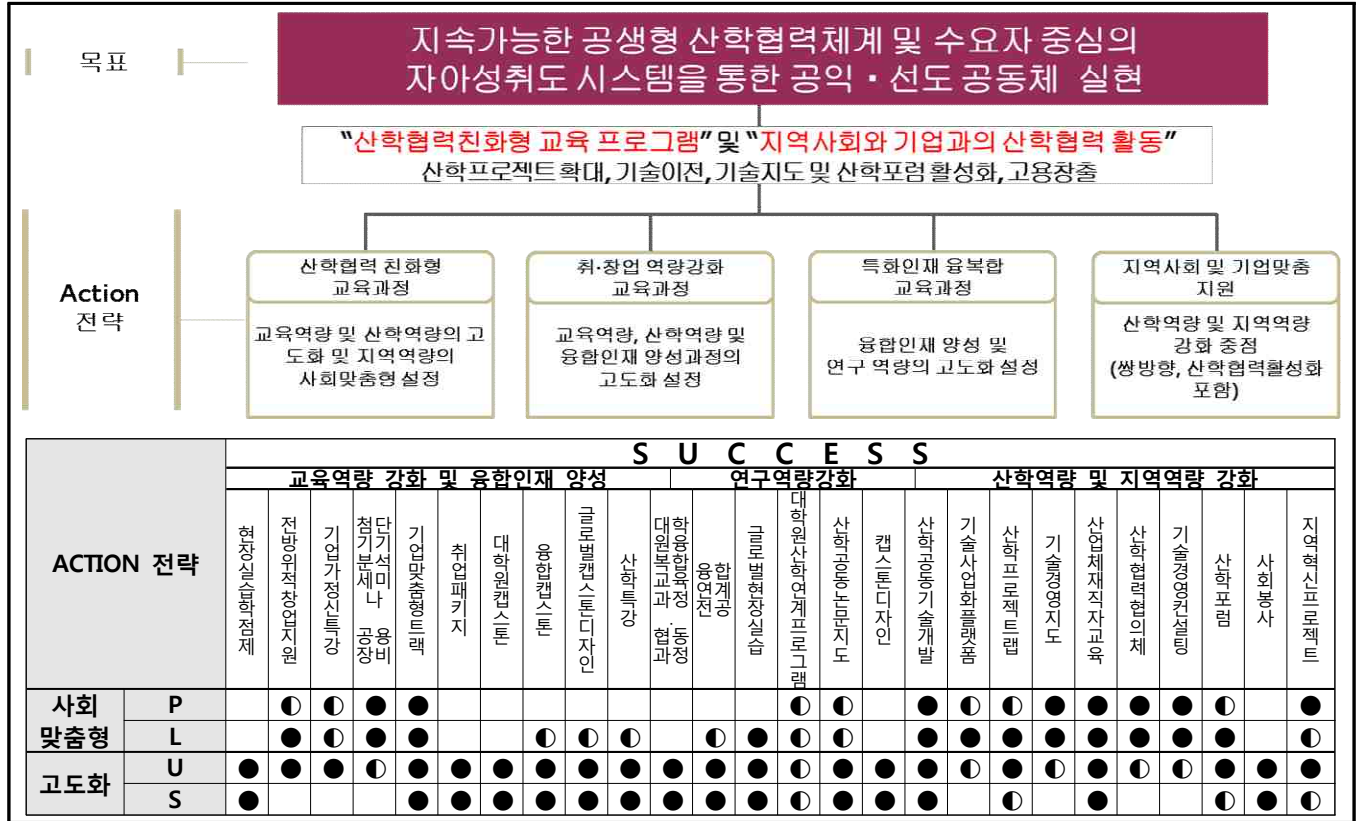 목표
지속가능한 공생형 산학협력체계 및 수요자 중심의
자아성취도 시스템을 통한 공익·선도 공동체 실현
"산학협력친화형 교육 프로그램" 및 "지역사회와 기업과의 산학협력 활동"
산학프로젝트 확대, 기술이전, 기술지도 및 산학포럼 활성화, 고용창출
Action
전략
산학협력 친화형
교육과정
교육역량 및 산학역량의 고
도화 및 지역역량의
사회맞춤형 설정
취·창업 역량강화
교육과정
교육역량, 산학역량 및
융합인재 양성과정의
고도화 설정
특화인재 융복합
교육과정
융합인재 양성 및
연구 역량의 고도화 설정
지역사회 및 기업맞춤
지원
산학역량 및 지역역량
강화 중점
(쌍방향, 산학협력활성화
포함)
ACTION 전략
S U C C E S S
교육역량 강화 및 융합인재 양성
연구역량강화
산학역량 및 지역역량 강화
현장실습학점제
전방위적창업지원
기업가정신특강
첨기분세나 공장
단기석미나 용비
기업맞춤형트랙
취업패키지
대학원캡스톤
융합캡스톤
글로벌캡스톤디자인
산학특강
대원복교과 . 협과
학융합육정 동정
융연전
합계공
글로벌현장실습
대학원산학연계프로그램
산학공동논문지도
캡스톤디자인
산학공동기술개발
기술사업화플랫폼
산학프로젝트랩
기술경영지도
산업체재직자교육
산학협력협의체
기술경영컨설팅
산학포럼
사회봉사
지역혁신프로젝트
사회
맞춤형
P
L
고도화
U
S